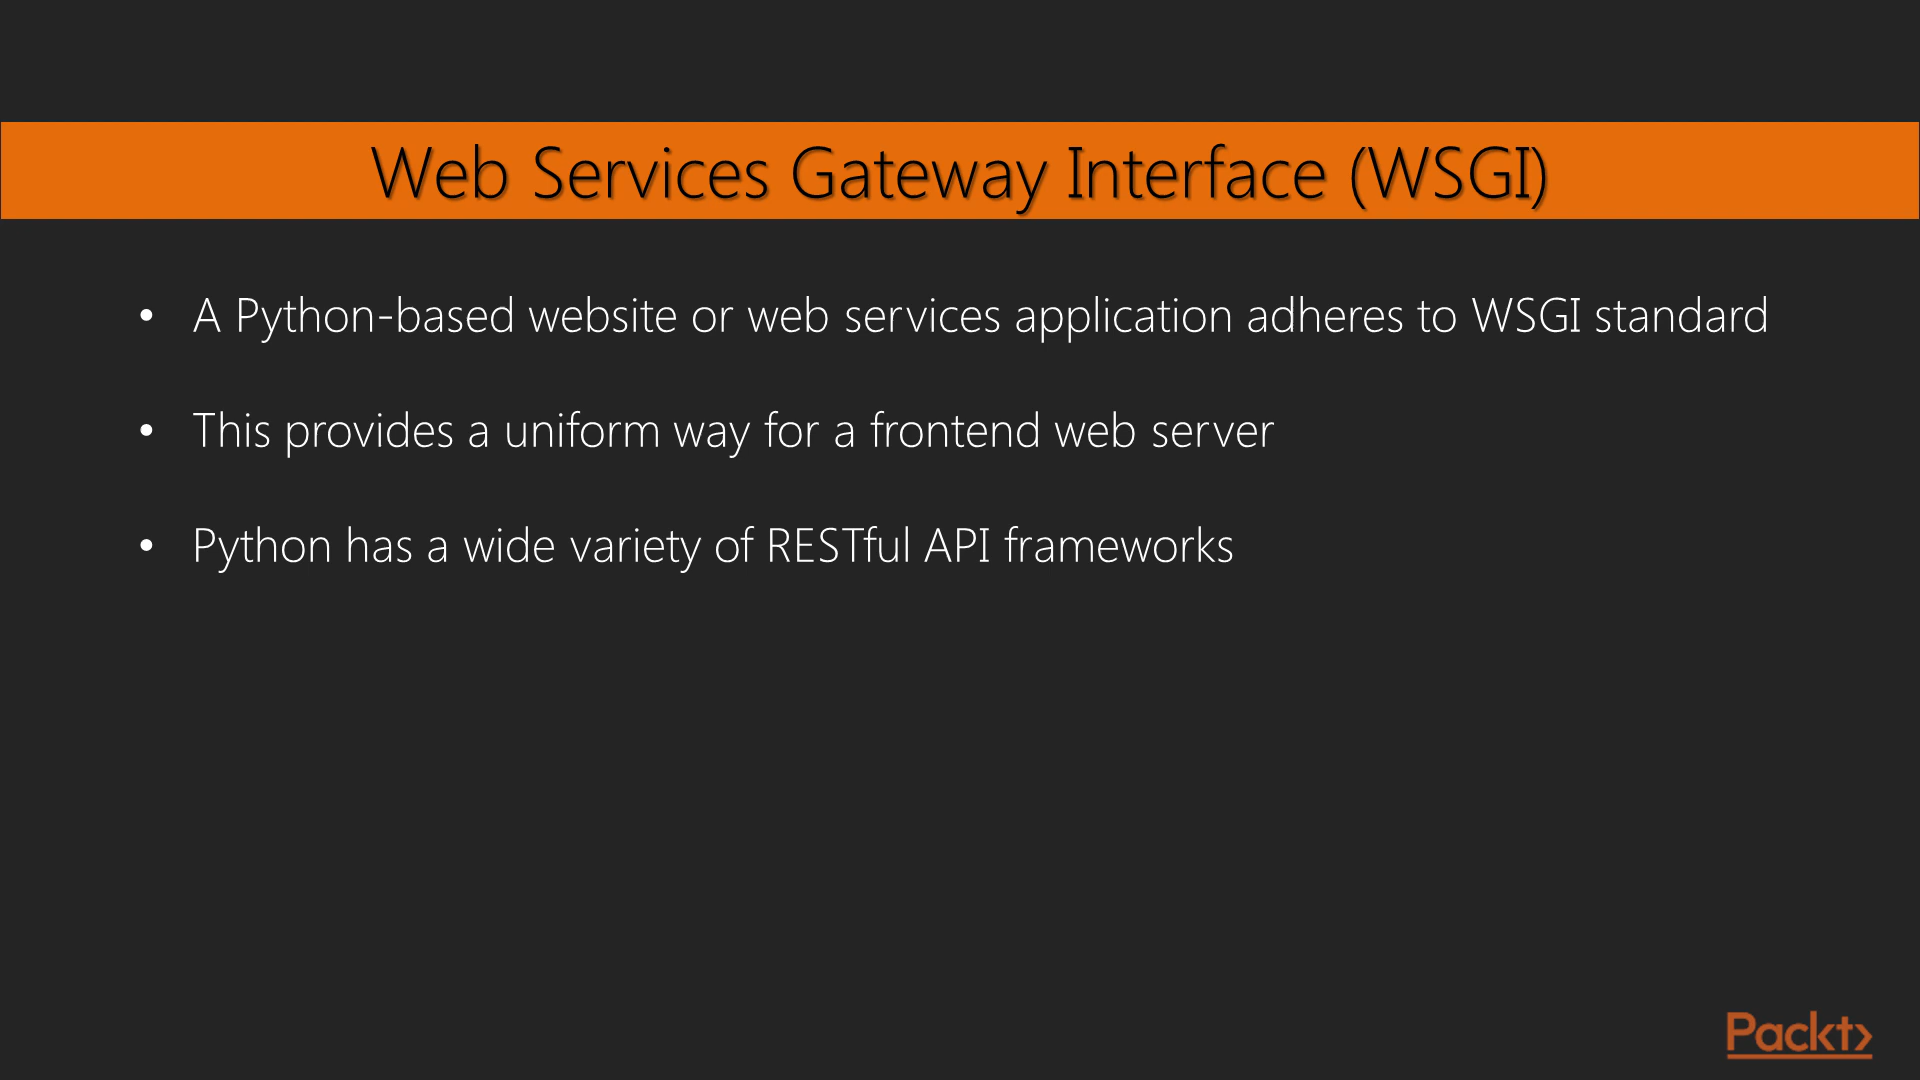 Web Services Gateway Interface (WSGI)
• A Python-based website or web services application adheres to WSGI standard
• This provides a uniform way for a frontend web server
• Python has a wide variety of RESTful API frameworks
Packt>